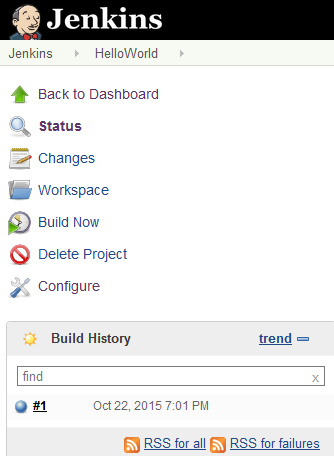 Jenkins
Jenkins HelloWorld
Back to Dashboard
Status
Changes
Workspace
Build Now
Delete Project
Configure
Build History trend
find x
#1 Oct 22, 2015 7:01 PM
RSS for all RSS for failures